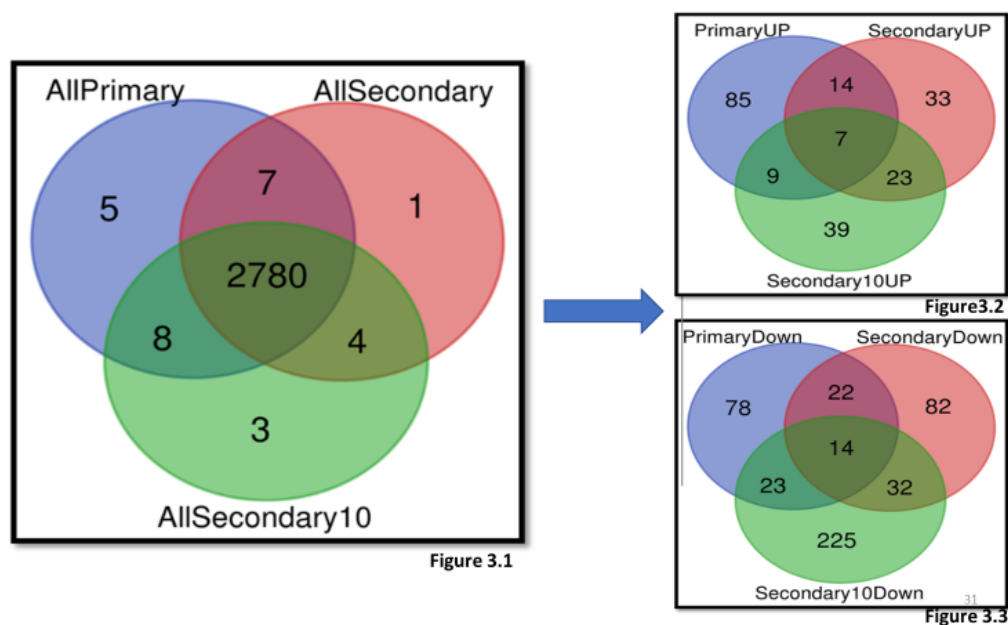 AllPrimary AllSecondary
5 7 1
2780
8 4
3
AllSecondary10
Figure 3.1
PrimaryUP SecondaryUP
85 14 33
7
9 23
39
Secondary10UP
Figure3.2
PrimaryDown SecondaryDown
78 22 82
14
23 32
225
Secondary10Down
31
Figure 3.3